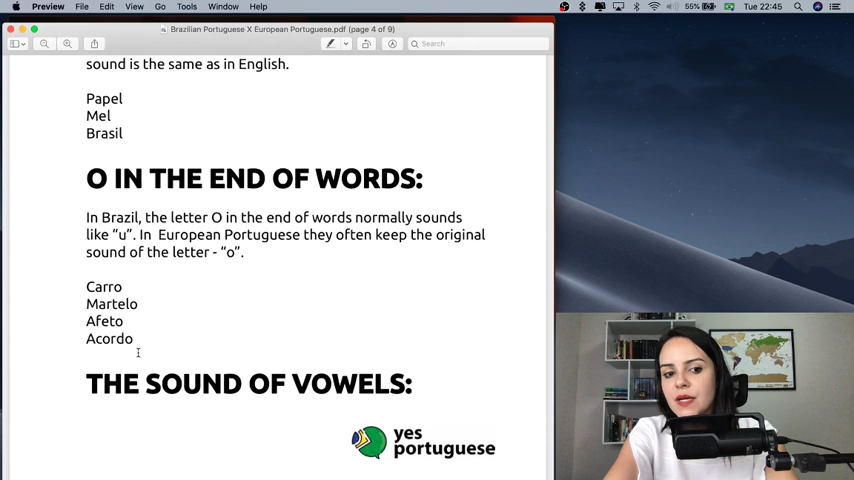 Preview File Edit View Go Tools Window Help
55% Tue 22:45
Brazilian Portuguese X European Portuguese.pdf (page 4 of 9)
Search
sound is the same as in English.
Papel
Mel
Brasil
O IN THE END OF WORDS:
In Brazil, the letter O in the end of words normally sounds
like “u”. In European Portuguese they often keep the original
sound of the letter - “o”.
Carro
Martelo
Afeto
Acordo
THE SOUND OF VOWELS:
yes
portuguese